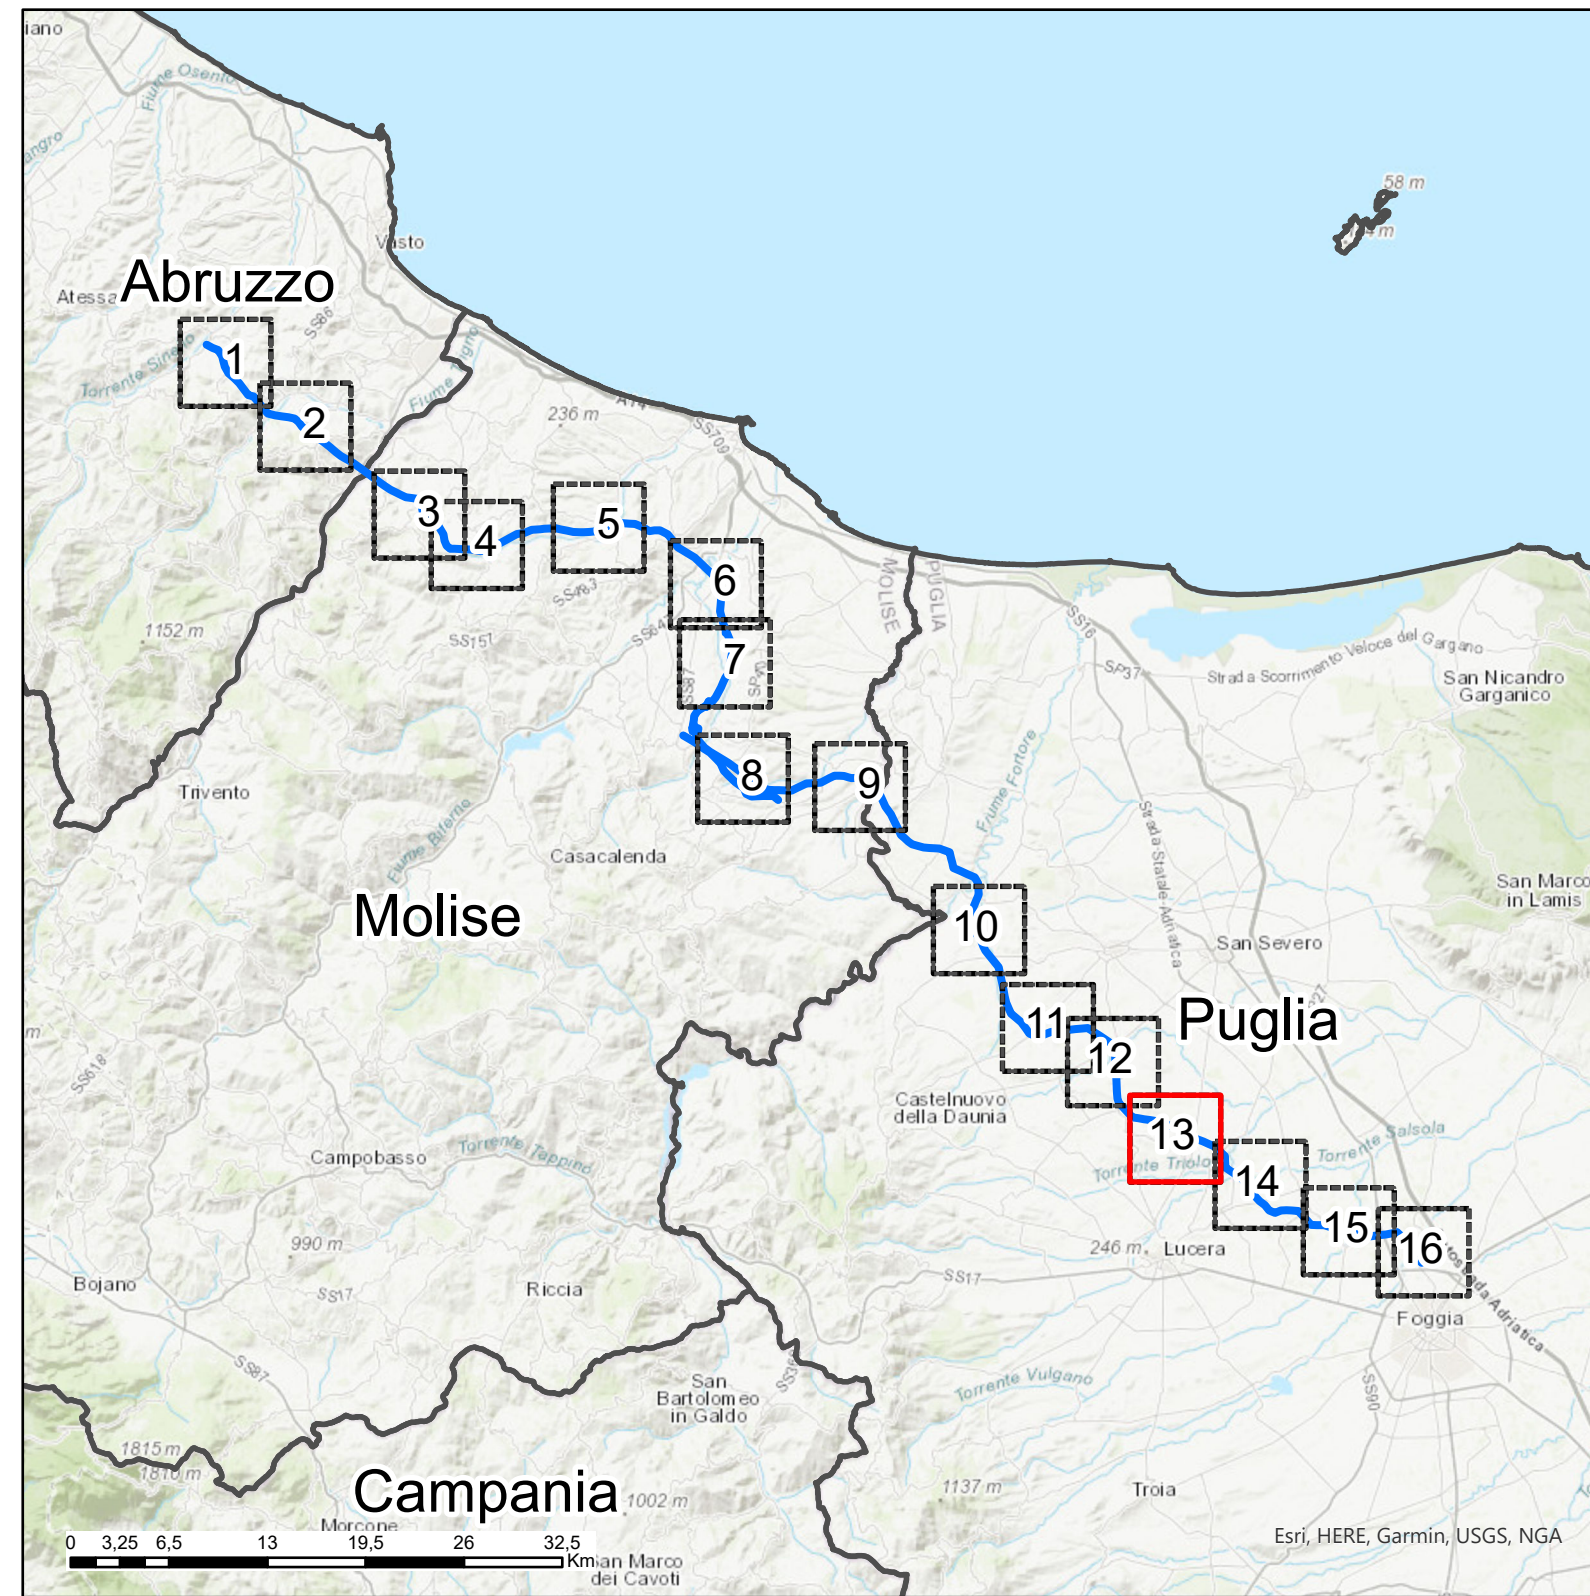 iano
Fiume Osento
angro
58 m
Vasto
Abruzzo
Atessa
SS86
1
Torrente Sinello
Fiume Trigno
2
236 m
A14
SS709
3
4
5
6
SS483
MOLISE
PUGLIA
SS16
1152 m
SS157
SS647
7
SS87
SP40
SP37
Strada Scorrimento Veloce del Gargano
San Nicandro
Garganico
8
9
Trivento
Fiume Biferno
Fiume Fortore
Strada Statale Adriatica
Casacalenda
San Marco
in Lamis
Molise
10
San Severo
m
11
Puglia
12
SS618
Castelnuovo
della Daunia
13
Torrente Salsola
Campobasso
Torrente Tappino
Torrente Triolo
14
15
16
990 m
246 m
Lucera
Bojano
Riccia
SS17
SS17
Autostrada Adriatica
Foggia
SS87
San
Bartolomeo
in Galdo
Torrente Vulgano
SS90
1815 m
1810 m
1137 m
Troia
Campania
1002 m
Morcone
Esri, HERE, Garmin, USGS, NGA
0 3,25 6,5 13 19,5 26 32,5
Km
San Marco
dei Cavoti